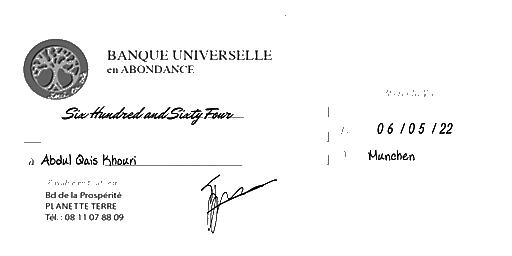 BANQUE UNIVERSELLE
en ABONDANCE
Six Hundred and Sixty Four
06/05/22
à Abdul Qais Khouri
Munchen
Bd de la Prospérité
PLANETTE TERRE
Tél. : 08 11 07 88 09